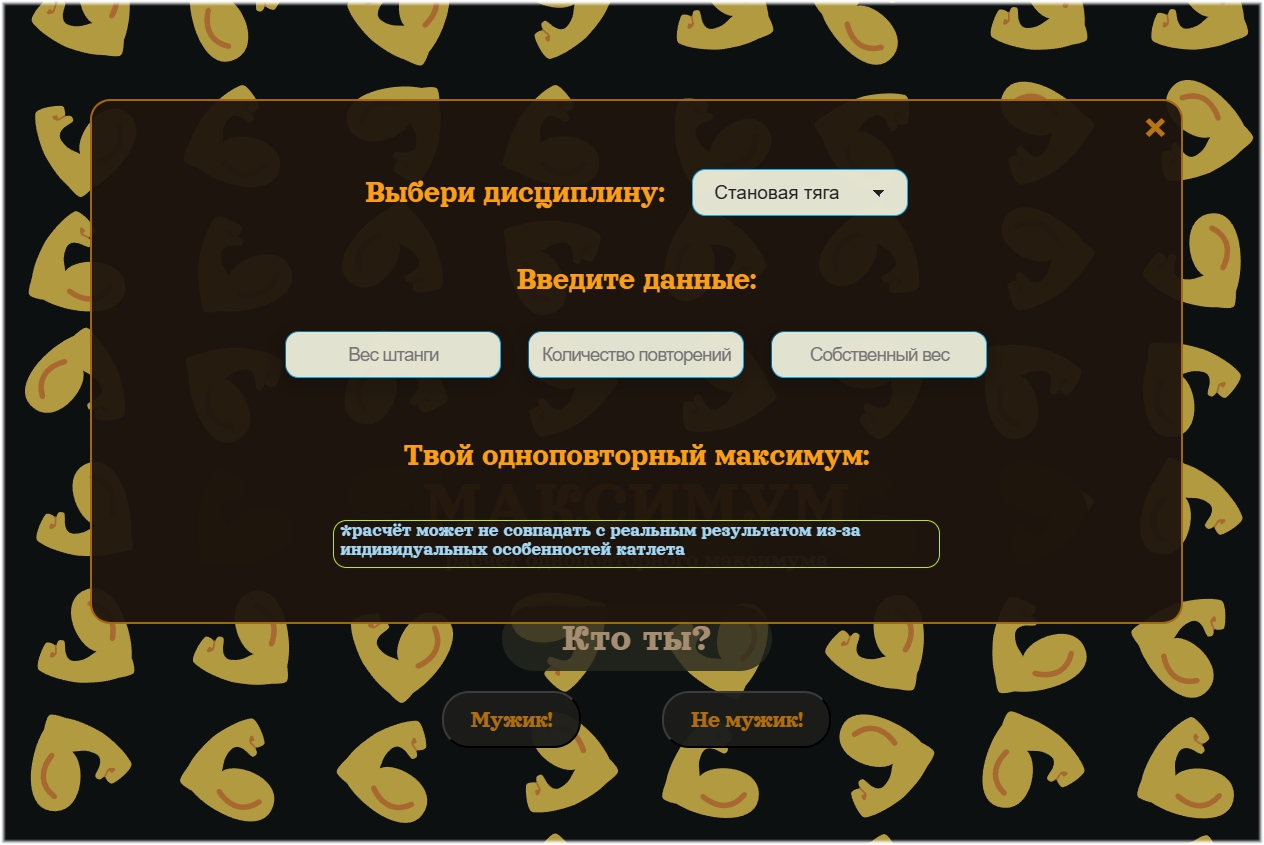 Выбери дисциплину:
Становая тяга
Введите данные:
Вес штанги
Количество повторений
Собственный вес
Твой одноповторный максимум:
МАКСИМУМ
*расчёт может не совпадать с реальным результатом из-за
индивидуальных особенностей катлета
Кто ты?
Мужик!
Не мужик!